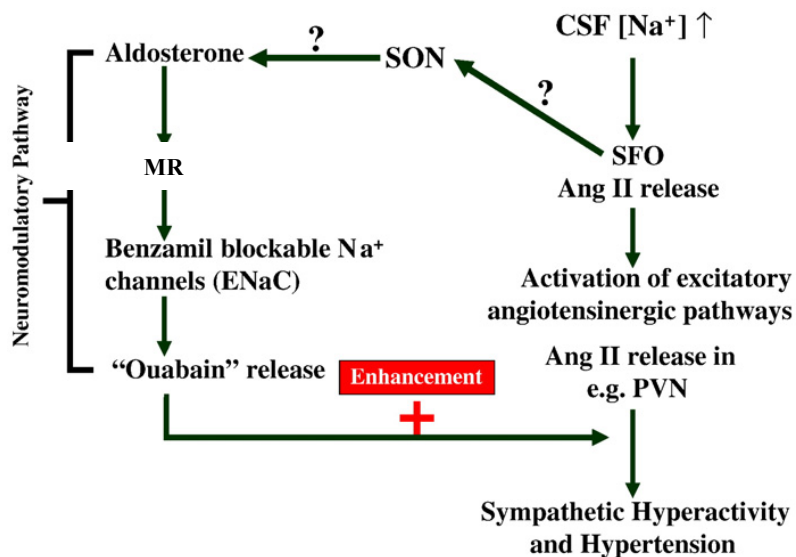 CSF [Na⁺] ↑
?
Aldosterone
SON
?
SFO
Ang II release
MR
Neuromodulatory Pathway
Benzamil blockable Na⁺
channels (ENaC)
Activation of excitatory
angiotensinergic pathways
“Ouabain” release
Enhancement
+
Ang II release in
e.g. PVN
Sympathetic Hyperactivity
and Hypertension